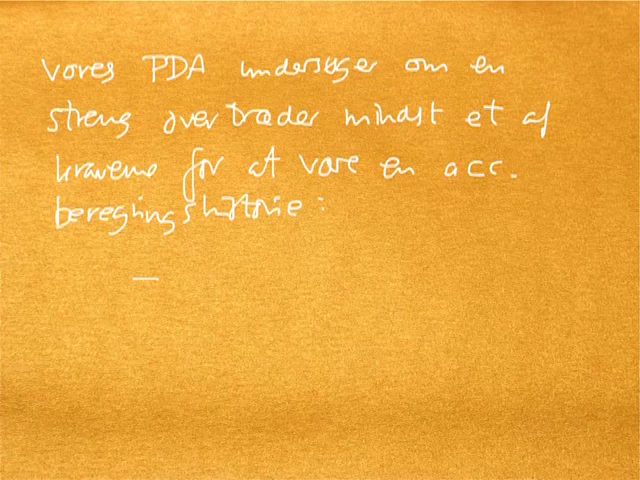 vores PDA undersøger om en
streng overtræder mindst et af
kravene for at være en acc.
beregningshistorie :
—